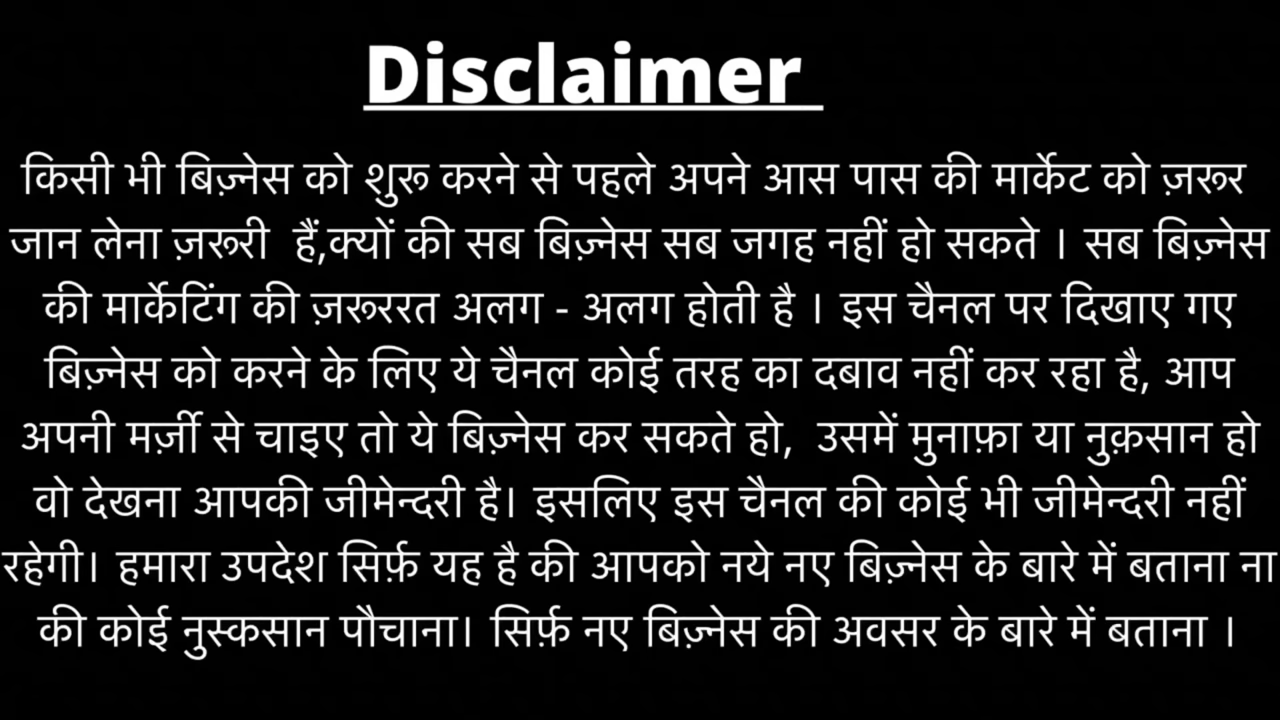 Disclaimer
किसी भी बिज़्नेस को शुरू करने से पहले अपने आस पास की मार्केट को ज़रूर
जान लेना ज़रूरी हैं,क्यों की सब बिज़्नेस सब जगह नहीं हो सकते । सब बिज़्नेस
की मार्केटिंग की ज़रूररत अलग - अलग होती है । इस चैनल पर दिखाए गए
बिज़्नेस को करने के लिए ये चैनल कोई तरह का दबाव नहीं कर रहा है, आप
अपनी मर्ज़ी से चाइए तो ये बिज़्नेस कर सकते हो, उसमें मुनाफ़ा या नुक़सान हो
वो देखना आपकी जीमेन्दरी है। इसलिए इस चैनल की कोई भी जीमेन्दरी नहीं
रहेगी। हमारा उपदेश सिर्फ़ यह है की आपको नये नए बिज़्नेस के बारे में बताना ना
की कोई नुस्कसान पौचाना। सिर्फ़ नए बिज़्नेस की अवसर के बारे में बताना ।